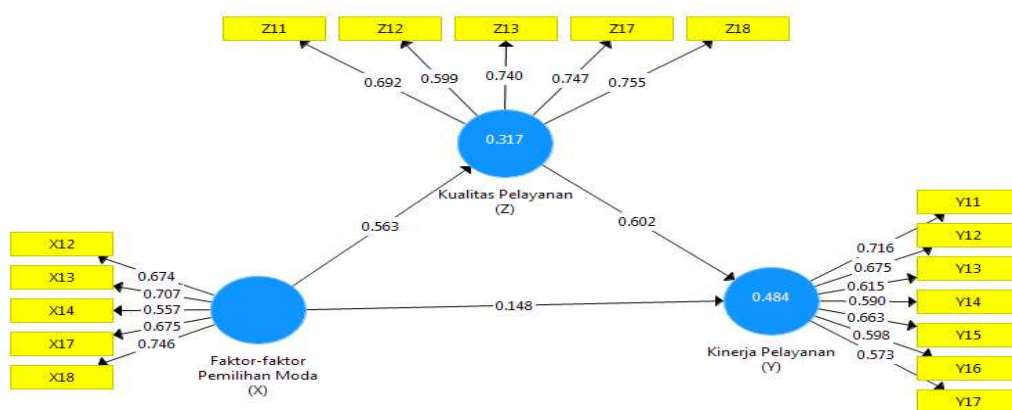 Z11 Z12 Z13 Z17 Z18
0.692 0.599 0.740 0.747 0.755
0.317
Kualitas Pelayanan
(Z)
0.563
0.602
X12
X13
X14
X17
X18
0.674
0.707
0.557
0.675
0.746
Faktor-faktor
Pemilihan Moda
(X)
0.148
0.484
Kinerja Pelayanan
(Y)
0.716
0.675
0.615
0.590
0.663
0.598
0.573
Y11
Y12
Y13
Y14
Y15
Y16
Y17